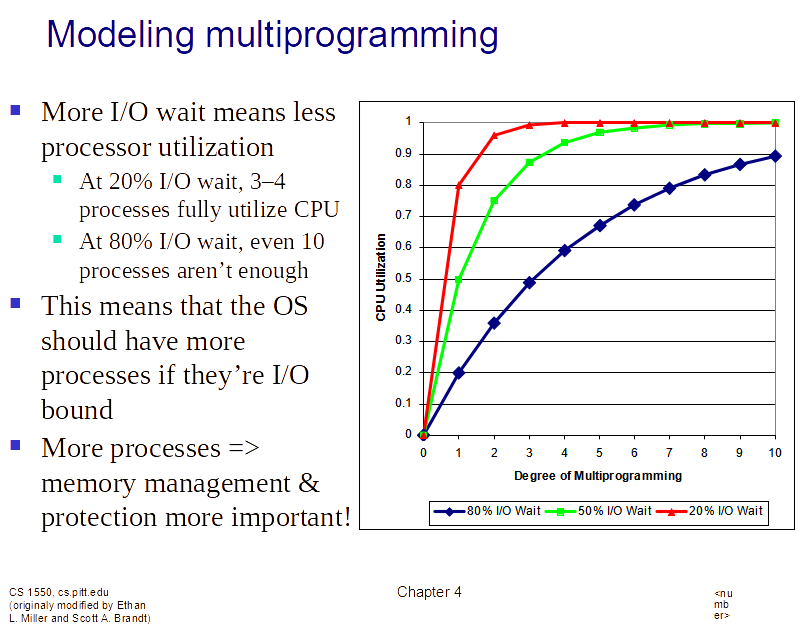 Modeling multiprogramming
More I/O wait means less
processor utilization
At 20% I/O wait, 3–4
processes fully utilize CPU
At 80% I/O wait, even 10
processes aren’t enough
This means that the OS
should have more
processes if they’re I/O
bound
More processes =>
memory management &
protection more important!
CPU Utilization
1
0.9
0.8
0.7
0.6
0.5
0.4
0.3
0.2
0.1
0
0 1 2 3 4 5 6 7 8 9 10
Degree of Multiprogramming
80% I/O Wait 50% I/O Wait 20% I/O Wait
CS 1550, cs.pitt.edu
(originaly modified by Ethan
L. Miller and Scott A. Brandt)
Chapter 4
<nu
mb
er>